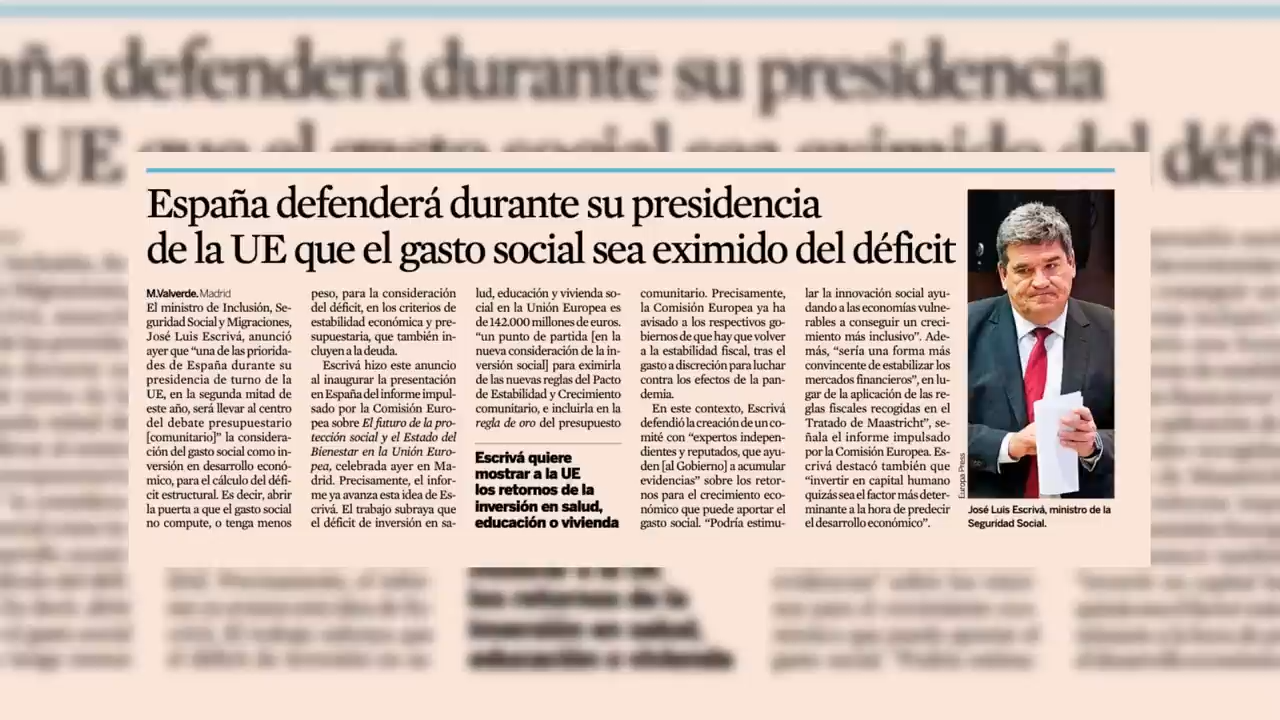 España defenderá durante su presidencia
de la UE que el gasto social sea eximido del déficit
M.Valverde. Madrid
El ministro de Inclusión, Se-
guridad Social y Migraciones,
José Luis Escrivá, anunció
ayer que “una de las priorida-
des de España durante su
presidencia de turno de la
UE, en la segunda mitad de
este año, será llevar al centro
del debate presupuestario
[comunitario]” la considera-
ción del gasto social como in-
versión en desarrollo econó-
mico, para el cálculo del défi-
cit estructural. Es decir, abrir
la puerta a que el gasto social
no compute, o tenga menos
peso, para la consideración
del déficit, en los criterios de
estabilidad económica y pre-
supuestaria, que también in-
cluyen a la deuda.
Escrivá hizo este anuncio
al inaugurar la presentación
en España del informe impul-
sado por la Comisión Euro-
pea sobre El futuro de la pro-
tección social y el Estado del
Bienestar en la Unión Euro-
pea, celebrada ayer en Ma-
drid. Precisamente, el infor-
me ya avanza esta idea de Es-
crivá. El trabajo subraya que
el déficit de inversión en sa-
lud, educación y vivienda so-
cial en la Unión Europea es
de 142.000 millones de euros.
“un punto de partida [en la
nueva consideración de la in-
versión social] para eximirla
de las nuevas reglas del Pacto
de Estabilidad y Crecimiento
comunitario, e incluirla en la
regla de oro del presupuesto
Escrivá quiere
mostrar a la UE
los retornos de la
inversión en salud,
educación o vivienda
comunitario. Precisamente,
la Comisión Europea ya ha
avisado a los respectivos go-
biernos de que hay que volver
a la estabilidad fiscal, tras el
gasto a discreción para luchar
contra los efectos de la pan-
demia.
En este contexto, Escrivá
defendió la creación de un co-
mité con “expertos indepen-
dientes y reputados, que ayu-
den [al Gobierno] a acumular
evidencias” sobre los retor-
nos para el crecimiento eco-
nómico que puede aportar el
gasto social. “Podría estimu-
lar la innovación social ayu-
dando a las economías vulne-
rables a conseguir un creci-
miento más inclusivo”. Ade-
más, “sería una forma más
convincente de estabilizar los
mercados financieros”, en lu-
gar de la aplicación de las re-
glas fiscales recogidas en el
Tratado de Maastricht”, se-
ñala el informe impulsado
por la Comisión Europea. Es-
crivá destacó también que
“invertir en capital humano
quizás sea el factor más deter-
minante a la hora de predecir
el desarrollo económico”.
Europa Press
José Luis Escrivá, ministro de la
Seguridad Social.